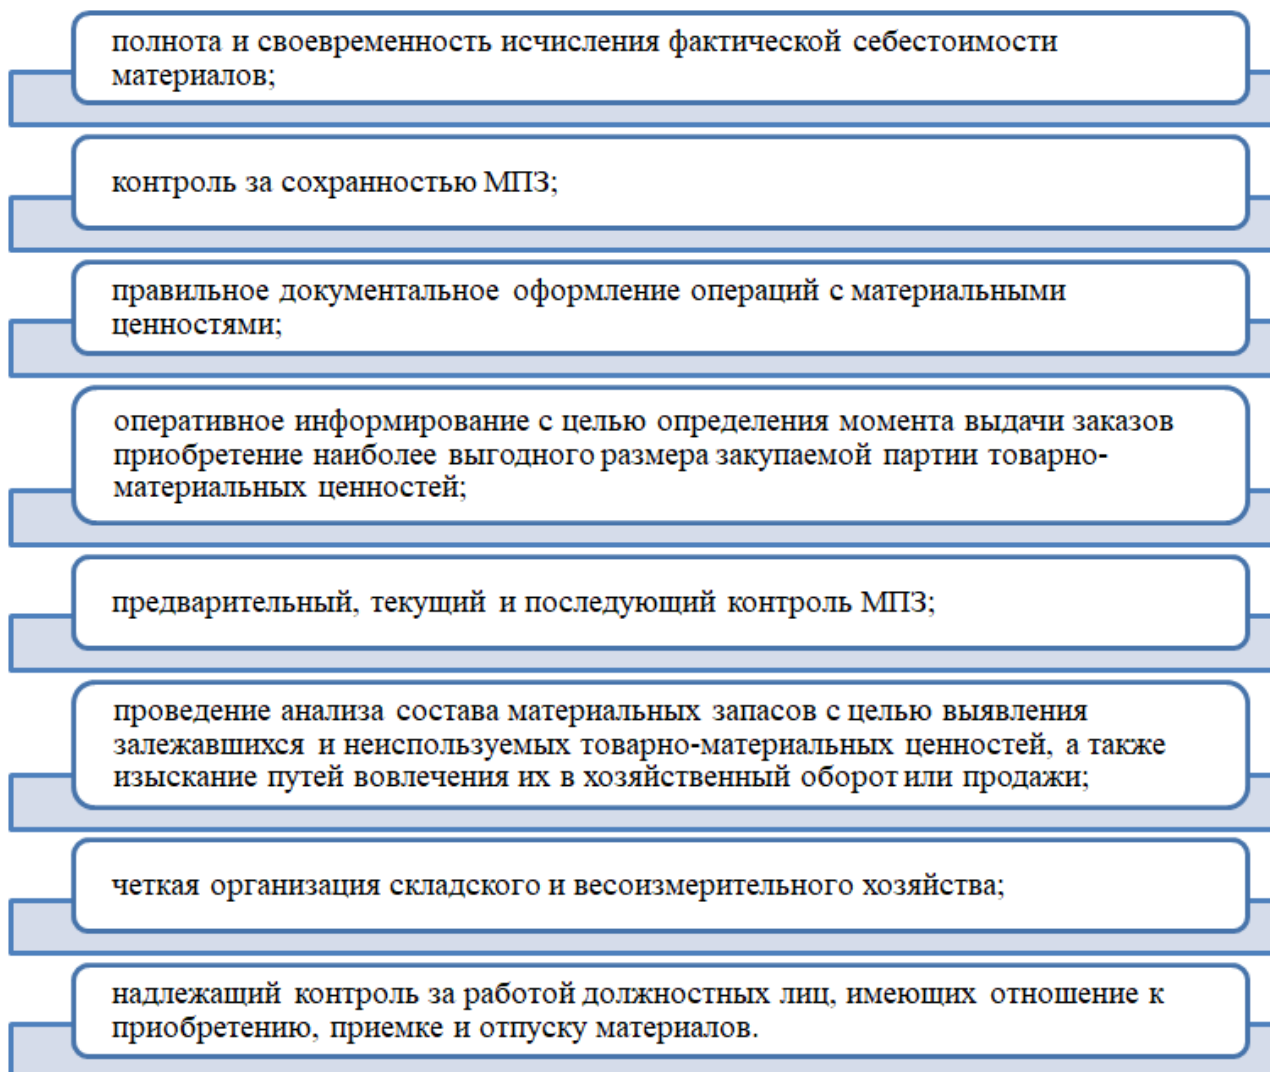 полнота и своевременность исчисления фактической себестоимости
материалов;
контроль за сохранностью МПЗ;
правильное документальное оформление операций с материальными
ценностями;
оперативное информирование с целью определения момента выдачи заказов
приобретение наиболее выгодного размера закупаемой партии товарно-
материальных ценностей;
предварительный, текущий и последующий контроль МПЗ;
проведение анализа состава материальных запасов с целью выявления
залежавшихся и неиспользуемых товарно-материальных ценностей, а также
изыскание путей вовлечения их в хозяйственный оборот или продажи;
четкая организация складского и весоизмерительного хозяйства;
надлежащий контроль за работой должностных лиц, имеющих отношение к
приобретению, приемке и отпуску материалов.